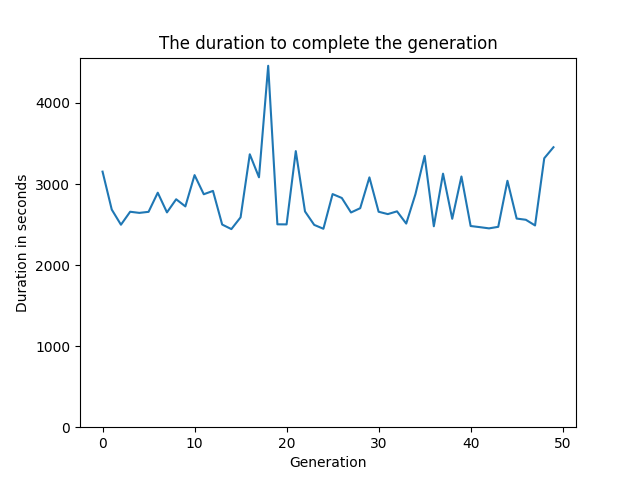 The duration to complete the generation
Duration in seconds
4000
3000
2000
1000
0
0 10 20 30 40 50
Generation